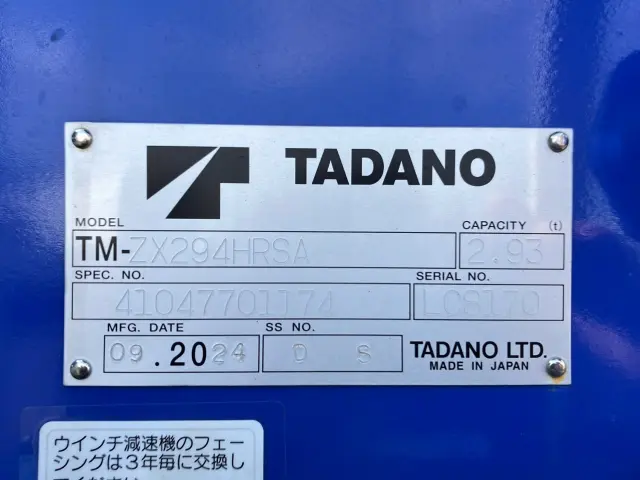 TADANO
MODEL
CAPACITY (t)
TM-ZX294HRSA 2.93
SPEC. NO. SERIAL NO.
41047701174 LC8170
MFG. DATE SS NO.
09.2024 D S TADANO LTD.
MADE IN JAPAN
ウインチ減速機のフェー
シングは3年毎に交換し